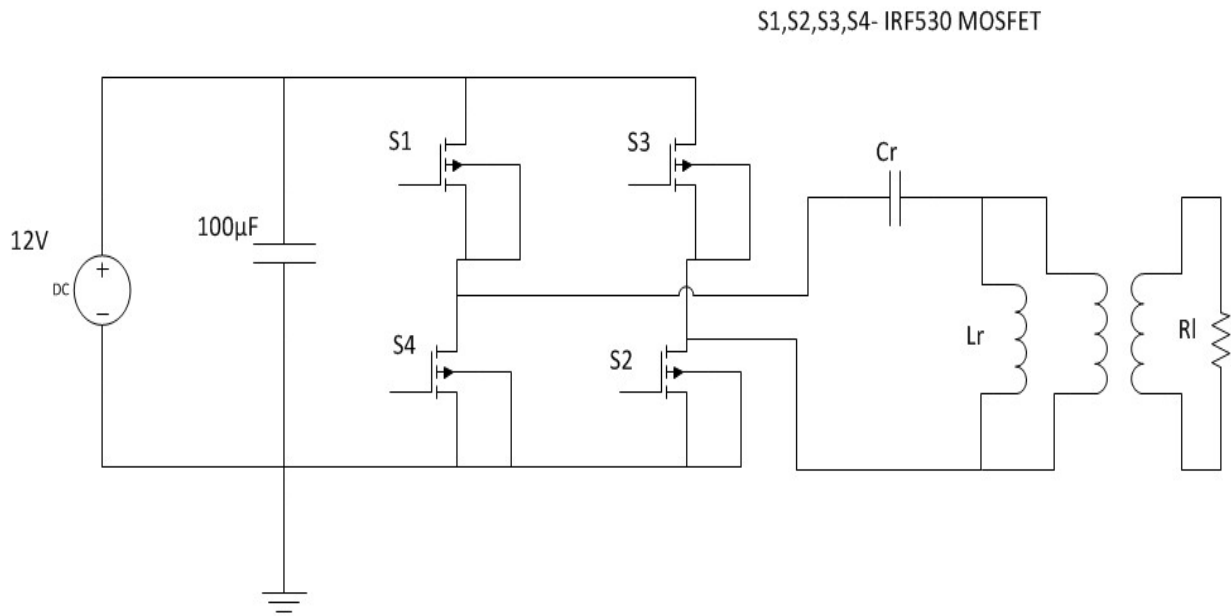 S1,S2,S3,S4- IRF530 MOSFET
S1
S3
Cr
100µF
12V
+
DC
−
S4
S2
Lr
Rl